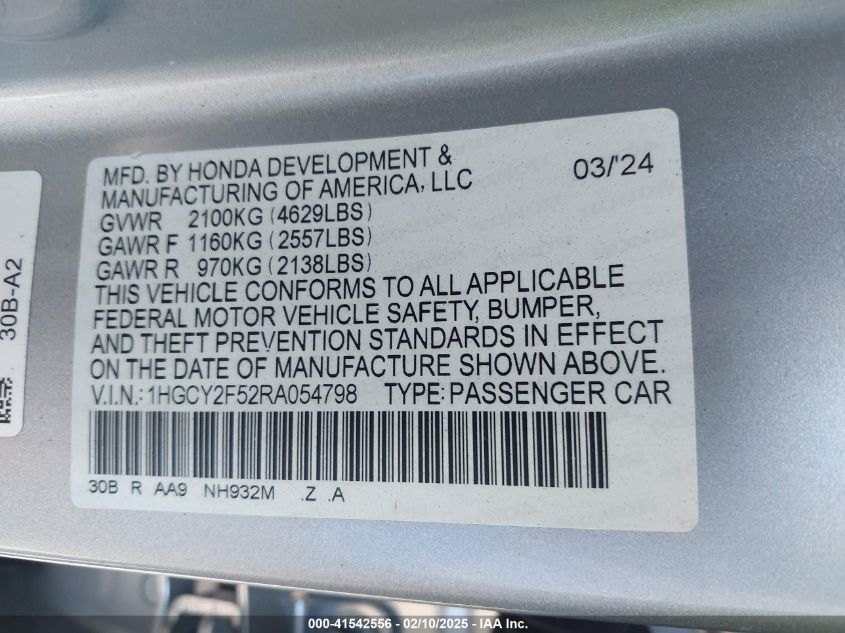 MFD. BY HONDA DEVELOPMENT &
MANUFACTURING OF AMERICA, LLC
03/'24
GVWR 2100KG (4629LBS)
GAWR F 1160KG (2557LBS)
GAWR R 970KG (2138LBS)
THIS VEHICLE CONFORMS TO ALL APPLICABLE
FEDERAL MOTOR VEHICLE SAFETY, BUMPER,
AND THEFT PREVENTION STANDARDS IN EFFECT
ON THE DATE OF MANUFACTURE SHOWN ABOVE.
V.I.N.: 1HGCY2F52RA054798 TYPE: PASSENGER CAR
30B R AA9 NH932M .Z .A
30B-A2
000-41542556 - 02/10/2025 - IAA Inc.